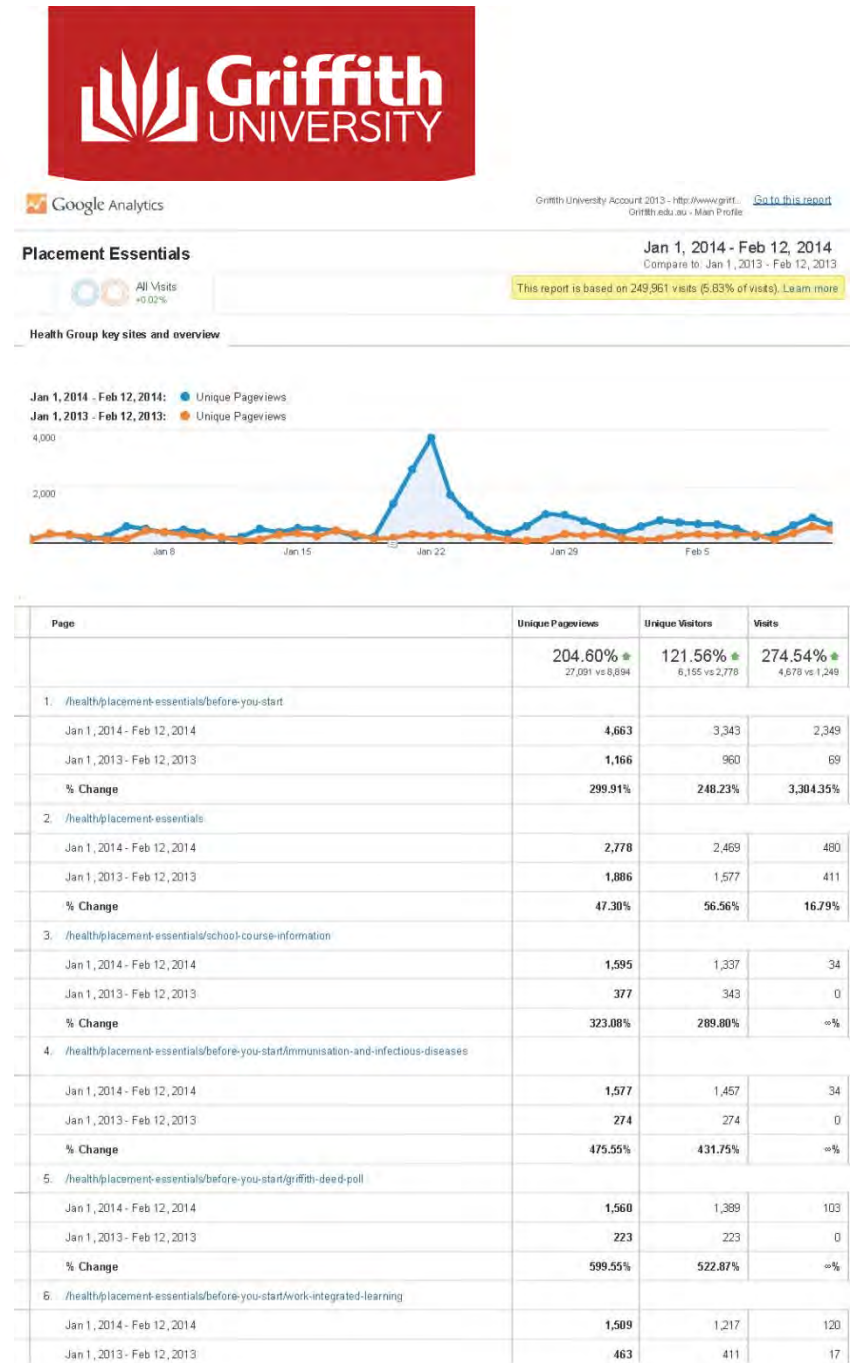 Griffith
UNIVERSITY
Google Analytics
Griffith University Account 2013 - http://www.griff...
Griffith.edu.au - Main Profile
Go to this report
Placement Essentials
Jan 1, 2014 - Feb 12, 2014
Compare to: Jan 1, 2013 - Feb 12, 2013
All Visits
+0.02%
This report is based on 249,961 visits (5.83% of visits). Learn more
Health Group key sites and overview
Jan 1, 2014 - Feb 12, 2014: Unique Pageviews
Jan 1, 2013 - Feb 12, 2013: Unique Pageviews
4,000
2,000
Jan 8 Jan 15 Jan 22 Jan 29 Feb 5
Page Unique Pageviews Unique Visitors Visits
204.60% 121.56% 274.54%
27,091 vs 8,894 6,155 vs 2,778 4,678 vs 1,249
1. /health/placement-essentials/before-you-start
Jan 1, 2014 - Feb 12, 2014 4,663 3,343 2,349
Jan 1, 2013 - Feb 12, 2013 1,166 960 69
% Change 299.91% 248.23% 3,304.35%
2. /health/placement-essentials
Jan 1, 2014 - Feb 12, 2014 2,778 2,469 480
Jan 1, 2013 - Feb 12, 2013 1,886 1,577 411
% Change 47.30% 56.56% 16.79%
3. /health/placement-essentials/school-course-information
Jan 1, 2014 - Feb 12, 2014 1,595 1,337 34
Jan 1, 2013 - Feb 12, 2013 377 343 0
% Change 323.08% 289.80% ∞%
4. /health/placement-essentials/before-you-start/immunisation-and-infectious-diseases
Jan 1, 2014 - Feb 12, 2014 1,577 1,457 34
Jan 1, 2013 - Feb 12, 2013 274 274 0
% Change 475.55% 431.75% ∞%
5. /health/placement-essentials/before-you-start/griffith-deed-poll
Jan 1, 2014 - Feb 12, 2014 1,560 1,389 103
Jan 1, 2013 - Feb 12, 2013 223 223 0
% Change 599.55% 522.87% ∞%
6. /health/placement-essentials/before-you-start/work-integrated-learning
Jan 1, 2014 - Feb 12, 2014 1,509 1,217 120
Jan 1, 2013 - Feb 12, 2013 463 411 17